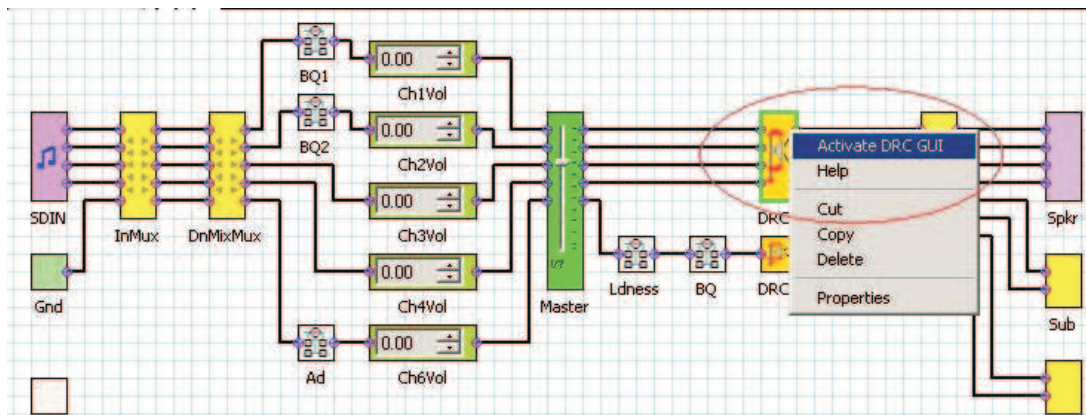 BQ1
0.00
Ch1Vol
BQ2
0.00
Ch2Vol
SDIN
InMux
DnMixMux
0.00
Ch3Vol
Gnd
0.00
Ch4Vol
Ad
0.00
Ch6Vol
Master
Ldness
BQ
DRC
DRC
Activate DRC GUI
Help
Cut
Copy
Delete
Properties
Spkr
Sub